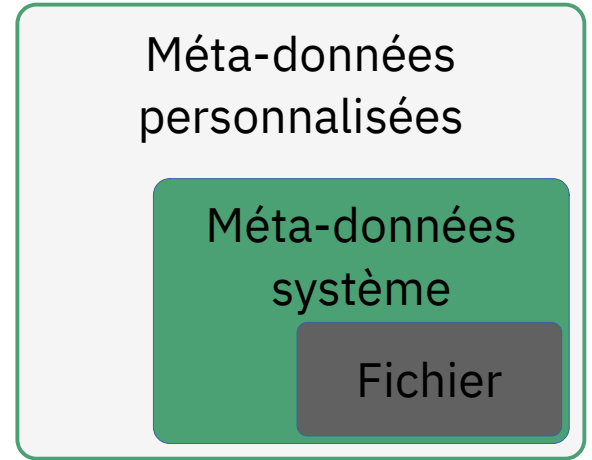 Méta-données
personnalisées
Méta-données
système
Fichier